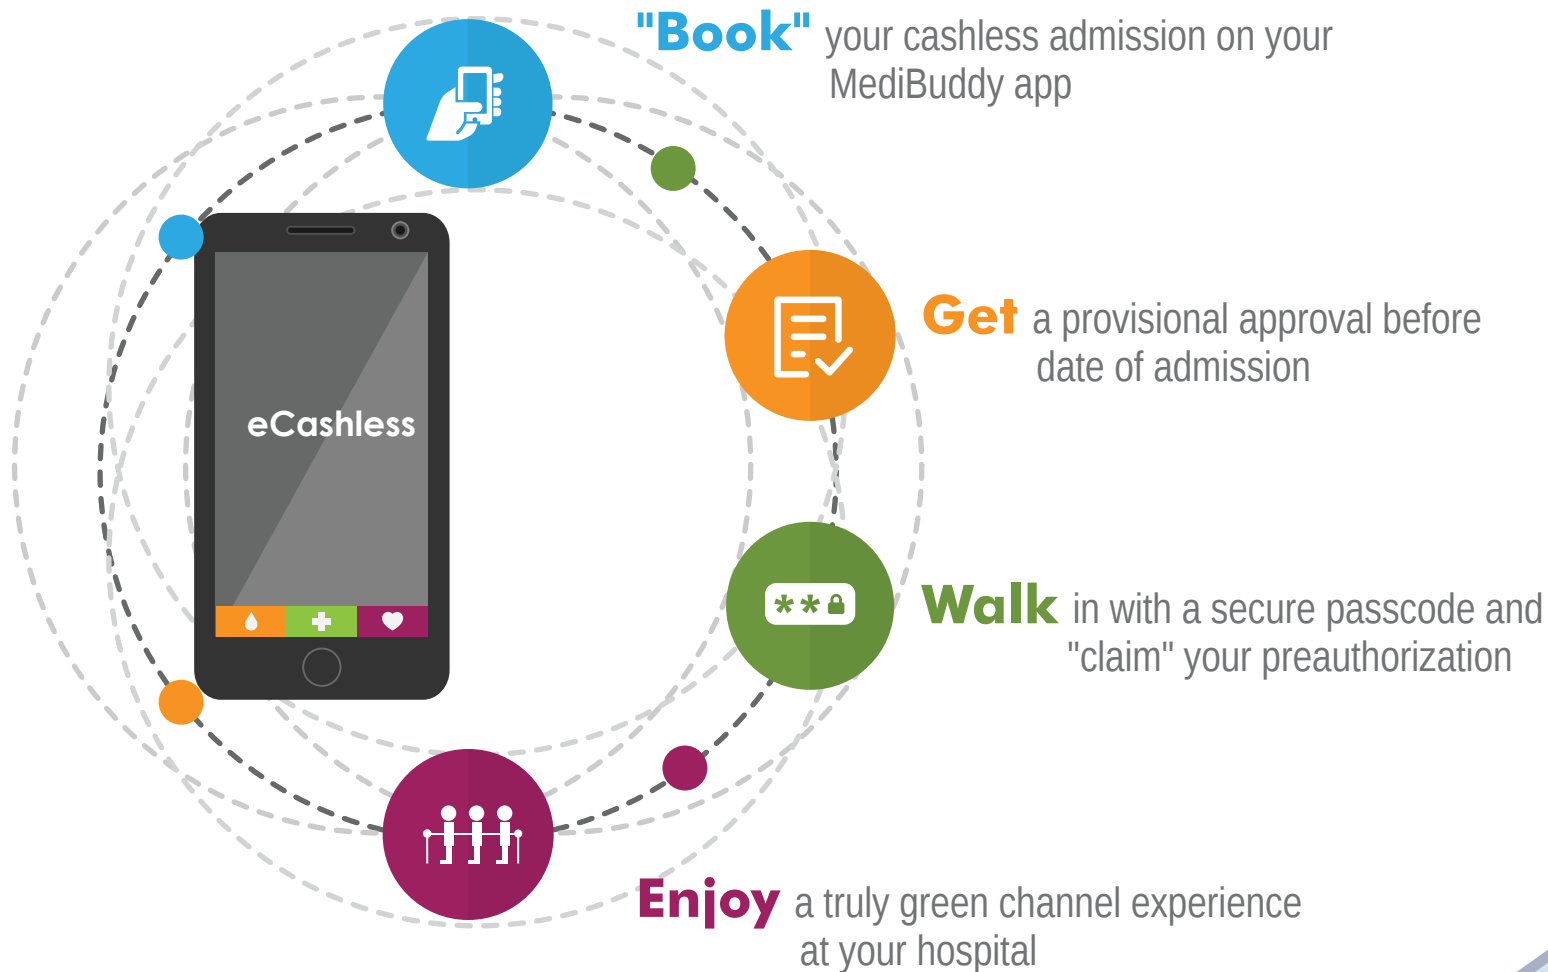 "Book" your cashless admission on your
MediBuddy app
Get a provisional approval before
date of admission
eCashless
** 
Walk in with a secure passcode and
"claim" your preauthorization
Enjoy a truly green channel experience
at your hospital